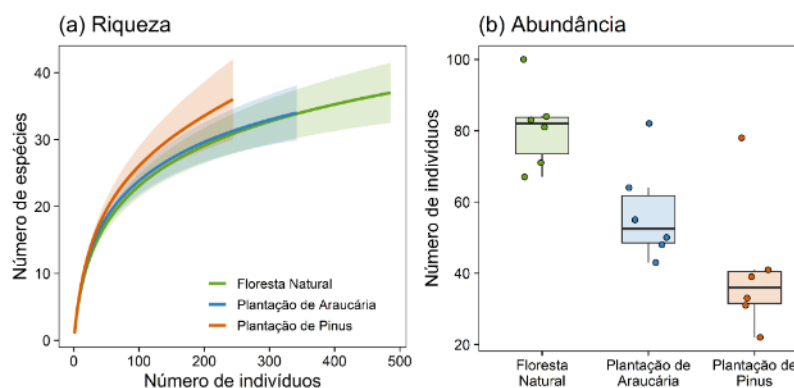 (a) Riqueza
Número de espécies
40
30
20
10
0
0 100 200 300 400 500
Número de indivíduos
Floresta Natural
Plantação de Araucária
Plantação de Pinus
(b) Abundância
Número de indivíduos
100
80
60
40
20
Floresta
Natural
Plantação de
Araucária
Plantação de
Pinus